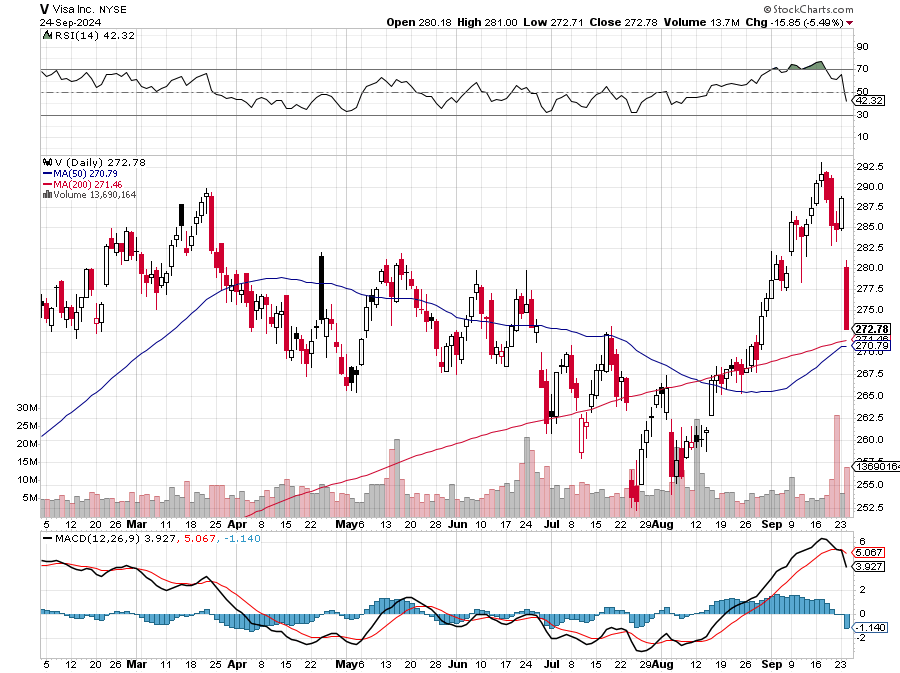 V Visa Inc. NYSE
© StockCharts.com
24-Sep-2024
Open 280.18 High 281.00 Low 272.71 Close 272.78 Volume 13.7M Chg -15.85 (-5.49%)
RSI(14) 42.32
90
70
50
42.32
30
10
V (Daily) 272.78
MA(50) 270.79
MA(200) 271.46
Volume 13,690,164
292.5
290.0
287.5
285.0
282.5
280.0
277.5
275.0
272.78
271.46
270.79
270.0
267.5
265.0
262.5
260.0
257.5
13690164
255.0
252.5
30M
25M
20M
15M
10M
5M
5 12 20 26 Mar 11 18 25 Apr 8 15 22 May 6 13 20 28 Jun 10 17 24 Jul 8 15 22 29 Aug 12 19 26 Sep 9 16 23
MACD(12,26,9) 3.927, 5.067, -1.140
6
5.067
3.927
2
0
-1.140
-2
5 12 20 26 Mar 11 18 25 Apr 8 15 22 May 6 13 20 28 Jun 10 17 24 Jul 8 15 22 29 Aug 12 19 26 Sep 9 16 23